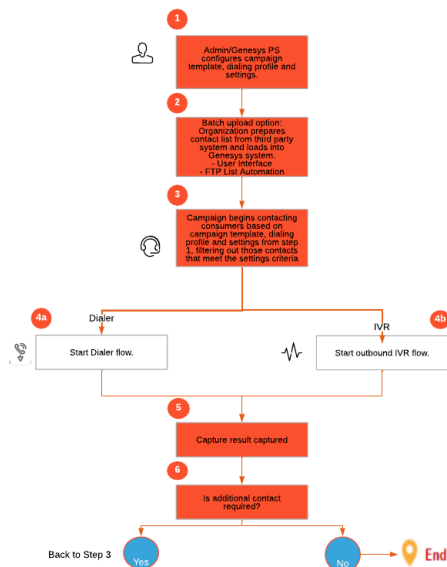 1
Admin/Genesys PS
configures campaign
template, dialing profile and
settings.
2
Batch upload option:
Organization prepares
contact list from third party
system and loads into
Genesys system.
- User Interface
- FTP List Automation
3
Campaign begins contacting
consumers based on
campaign template, dialing
profile and settings from step
1, filtering out those contacts
that meet the settings criteria
4a
Dialer
IVR
4b
Start Dialer flow.
Start outbound IVR flow.
5
Capture result captured
6
Is additional contact
required?
Back to Step 3
Yes
No
End